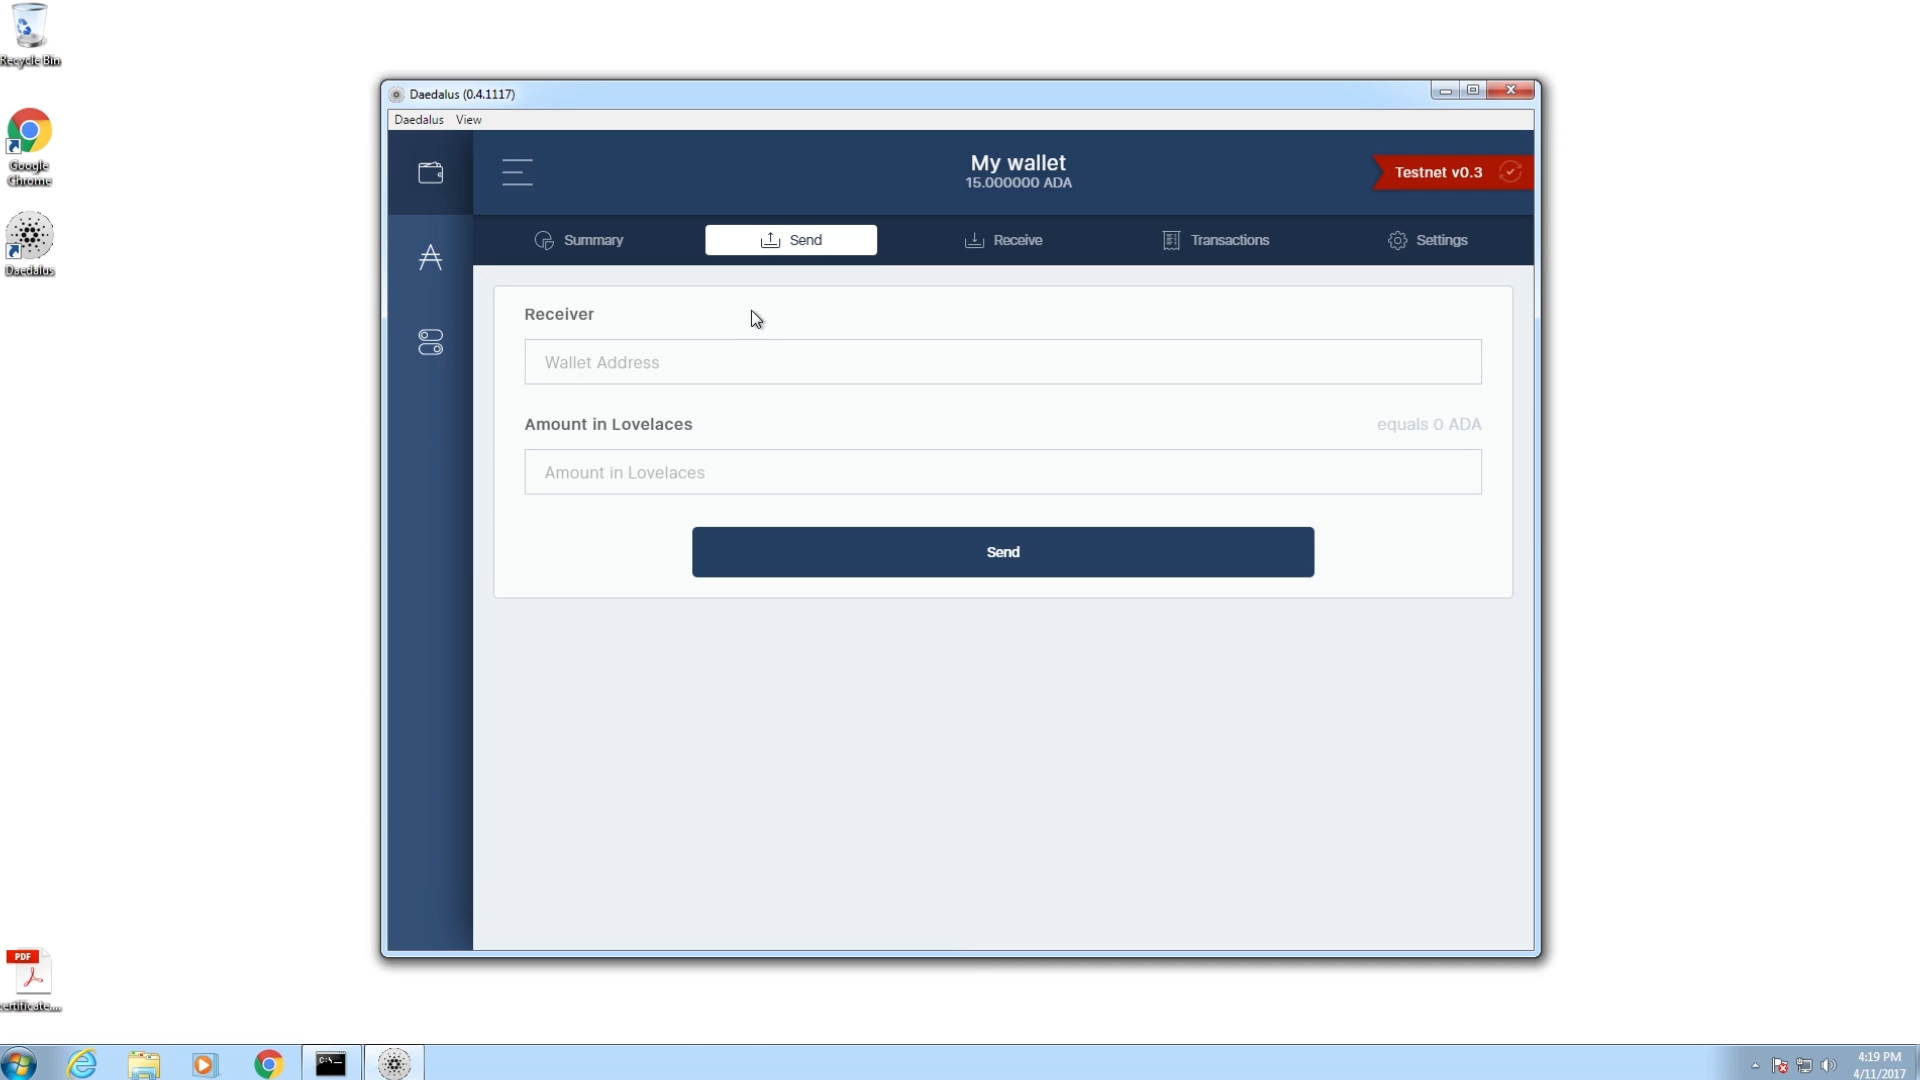 Recycle Bin
Google
Chrome
Daedalus
Daedalus (0.4.1117)
Daedalus View
My wallet
15.000000 ADA
Testnet v0.3
Summary
Send
Receive
Transactions
Settings
Receiver
Wallet Address
Amount in Lovelaces
equals 0 ADA
Amount in Lovelaces
Send
PDF
certificate....
C:\
4:19 PM
4/11/2017